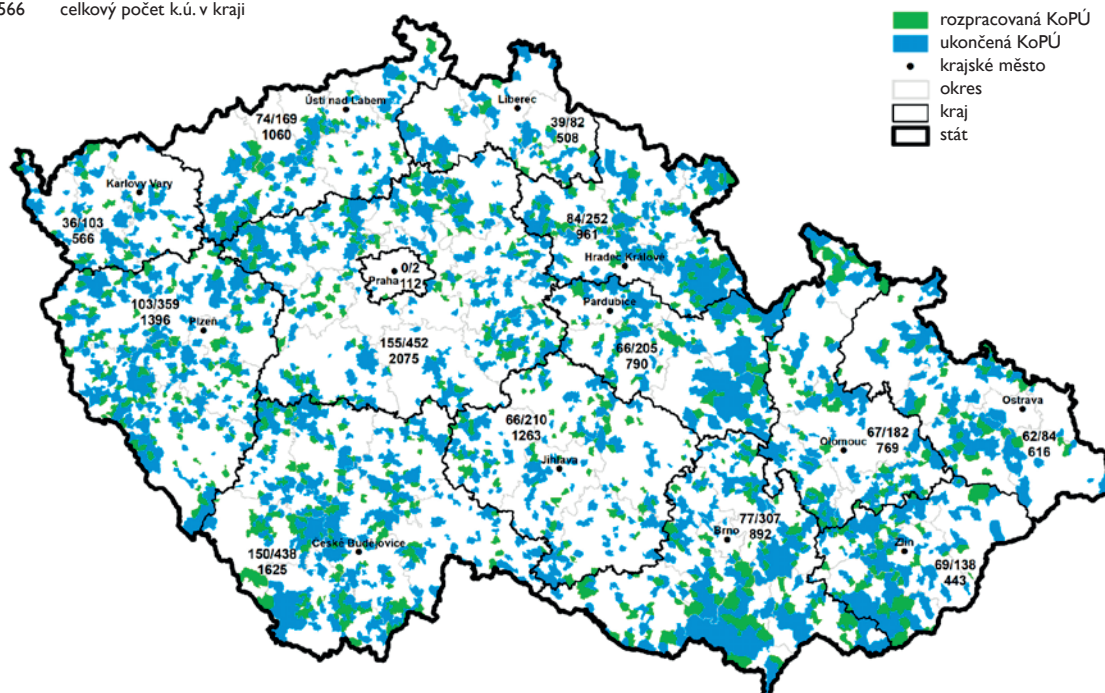 566 celkový počet k.ú. v kraji
rozpracovaná KoPÚ
ukončená KoPÚ
krajské město
okres
kraj
stát
Ústí nad Labem
74/169
1060
Liberec
39/82
508
Karlovy Vary
36/103
566
84/252
961
Hradec Králové
0/2
Praha 112
103/359
1396
Plzeň
Pardubice
66/205
790
155/452
2075
66/210
1263
Jihlava
Ostrava
62/84
616
67/182
Olomouc 769
77/307
Brno 892
150/438
1625
České Budějovice
Zlín
69/138
443